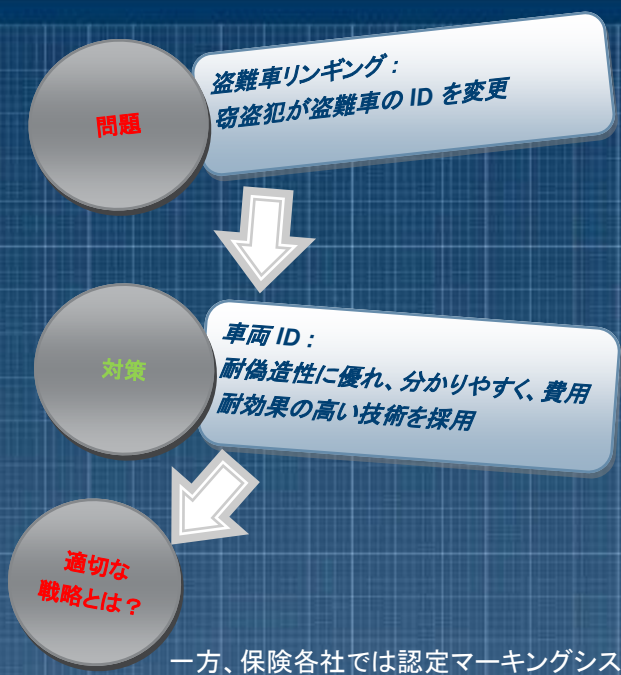 問題
盗難車リンギング：
窃盗犯が盗難車の ID を変更
対策
車両 ID：
耐偽造性に優れ、分かりやすく、費用
耐効果の高い技術を採用
適切な
戦略とは？
一方、保険各社では認定マーキングシス